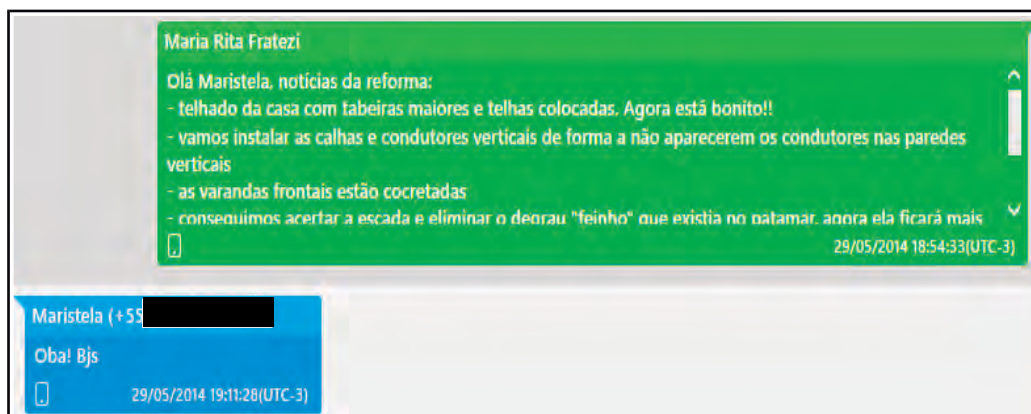 Maria Rita Fratezi
Olá Maristela, notícias da reforma:
- telhado da casa com tabeiras maiores e telhas colocadas. Agora está bonito!!
- vamos instalar as calhas e condutores verticais de forma a não aparecerem os condutores nas paredes
verticais
- as varandas frontais estão cocretadas
- conseguimos acertar a escada e eliminar o degrau "feinho" que existia no patamar, agora ela ficará mais
29/05/2014 18:54:33(UTC-3)
Maristela (+55
Oba! Bjs
29/05/2014 19:11:28(UTC-3)